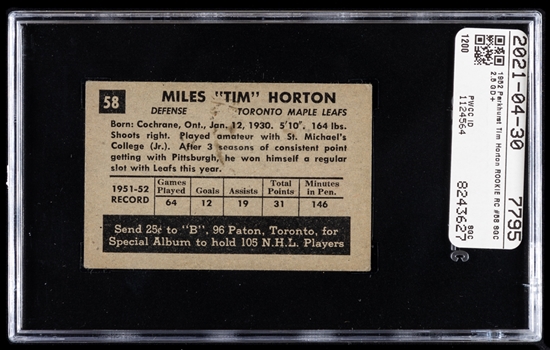 58
MILES "TIM" HORTON
DEFENSE TORONTO MAPLE LEAFS
Born: Cochrane, Ont., Jan. 12, 1930. 5'10". 164 lbs.
Shoots right. Played amateur with St. Michael's
College (Jr.). After 3 seasons of consistent point
getting with Pittsburgh, he won himself a regular
slot with Leafs this year.
1951-52 RECORD
Games Played Goals Assists Total Points Minutes in Pen.
64 12 19 31 146
Send 25¢ to "B", 96 Paton, Toronto, for
Special Album to hold 105 N.H.L. Players
2021-04-30 7795
1200
1952 Parkhurst Tim Horton ROOKIE RC #58 SGC
2.5 GD+
PWCC ID SGC
1124564 8243627